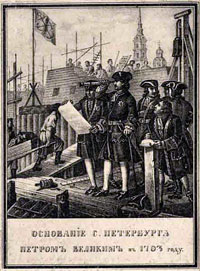 ОСНОВАНІЕ С. ПЕТЕРБУРГА
ПЕТРОМЪ ВЕЛИКИМЪ въ 1703 году.